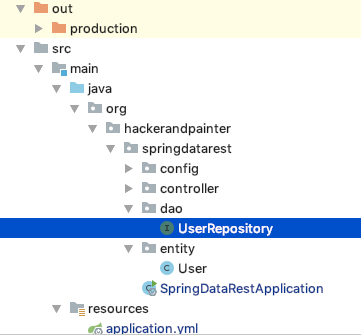 out
production
src
main
java
org
hackerandpainter
springdatarest
config
controller
dao
UserRepository
entity
User
SpringDataRestApplication
resources
application.yml